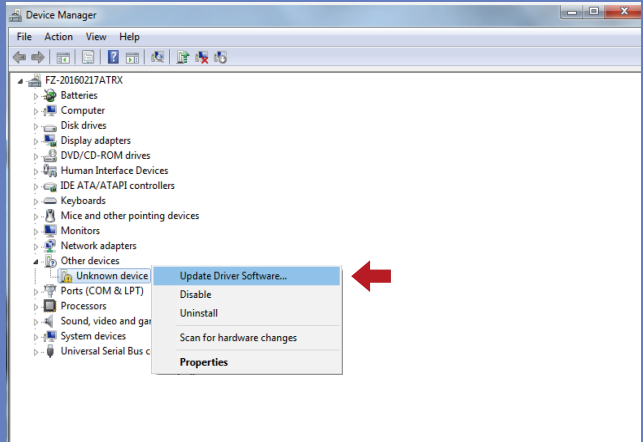 Device Manager
File Action View Help
FZ-20160217ATRX
Batteries
Computer
Disk drives
Display adapters
DVD/CD-ROM drives
Human Interface Devices
IDE ATA/ATAPI controllers
Keyboards
Mice and other pointing devices
Monitors
Network adapters
Other devices
Unknown device
Update Driver Software...
Ports (COM & LPT)
Disable
Processors
Uninstall
Sound, video and gar
System devices
Scan for hardware changes
Universal Serial Bus c
Properties